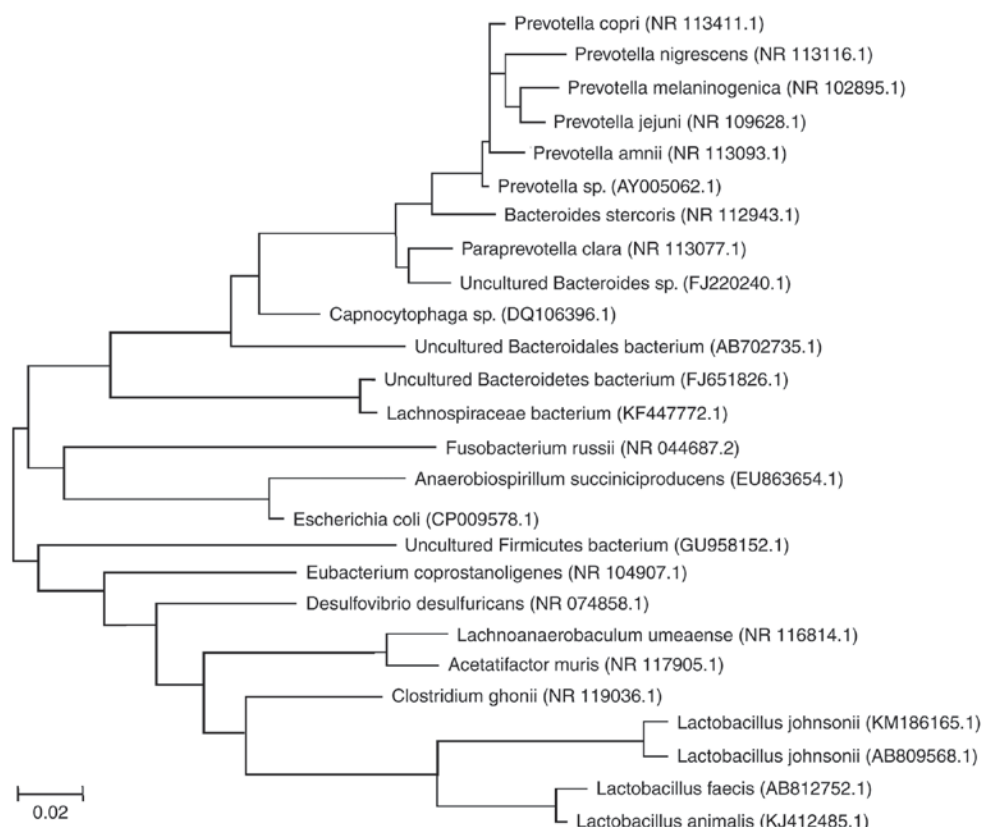 Prevotella copri (NR 113411.1)
Prevotella nigrescens (NR 113116.1)
Prevotella melaninogenica (NR 102895.1)
Prevotella jejuni (NR 109628.1)
Prevotella amnii (NR 113093.1)
Prevotella sp. (AY005062.1)
Bacteroides stercoris (NR 112943.1)
Paraprevotella clara (NR 113077.1)
Uncultured Bacteroides sp. (FJ220240.1)
Capnocytophaga sp. (DQ106396.1)
Uncultured Bacteroidales bacterium (AB702735.1)
Uncultured Bacteroidetes bacterium (FJ651826.1)
Lachnospiraceae bacterium (KF447772.1)
Fusobacterium russii (NR 044687.2)
Anaerobiospirillum succiniciproducens (EU863654.1)
Escherichia coli (CP009578.1)
Uncultured Firmicutes bacterium (GU958152.1)
Eubacterium coprostanoligenes (NR 104907.1)
Desulfovibrio desulfuricans (NR 074858.1)
Lachnoanaerobaculum umeaense (NR 116814.1)
Acetatifactor muris (NR 117905.1)
Clostridium ghonii (NR 119036.1)
Lactobacillus johnsonii (KM186165.1)
Lactobacillus johnsonii (AB809568.1)
Lactobacillus faecis (AB812752.1)
Lactobacillus animalis (KJ412485.1)
0.02